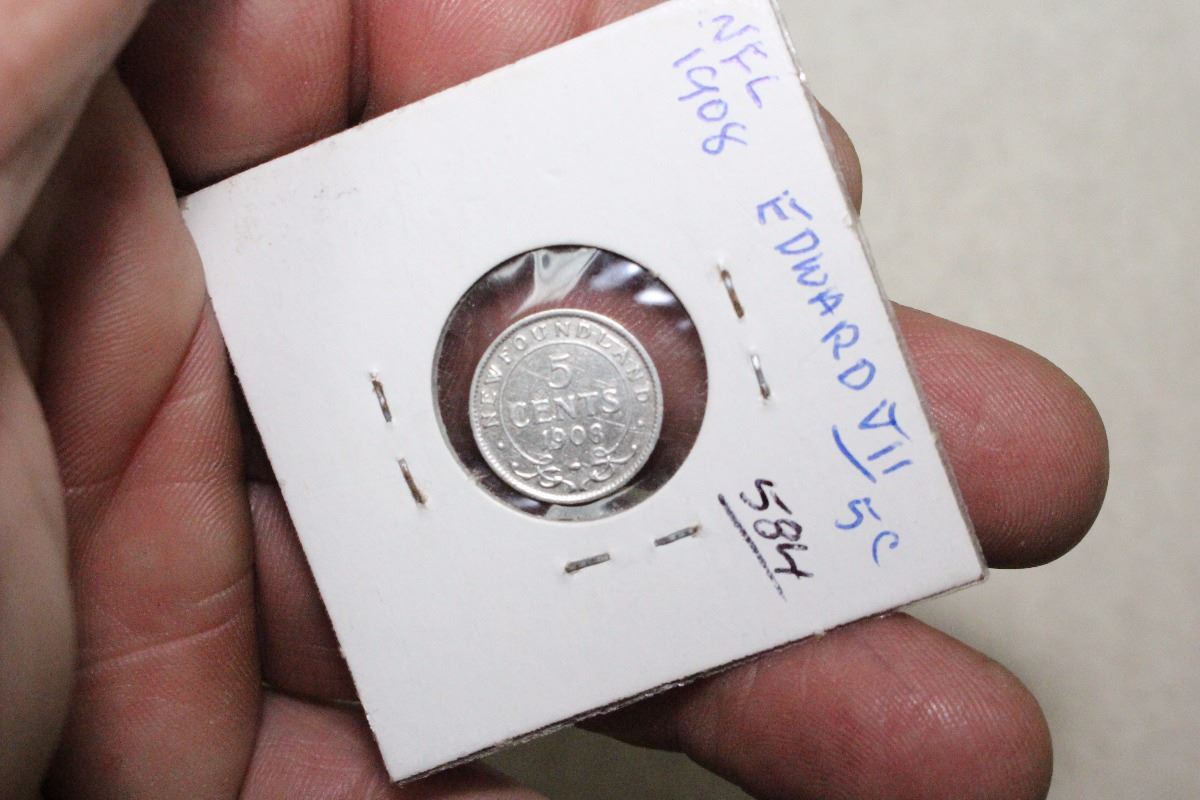 NFL
1908
EDWARD VII 5C
584
NEWFOUNDLAND
5
CENTS
1908